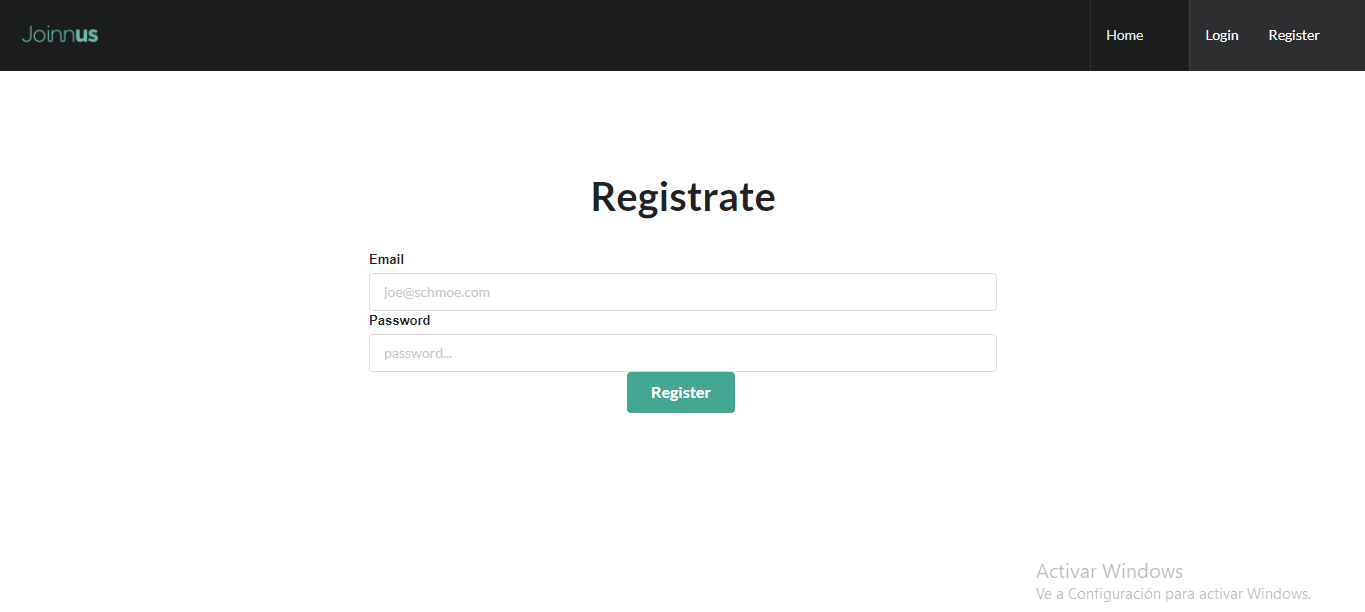 Joinnus
Home
Login
Register
Registrate
Email
joe@schmoe.com
Password
password...
Register
Activar Windows
Ve a Configuración para activar Windows.